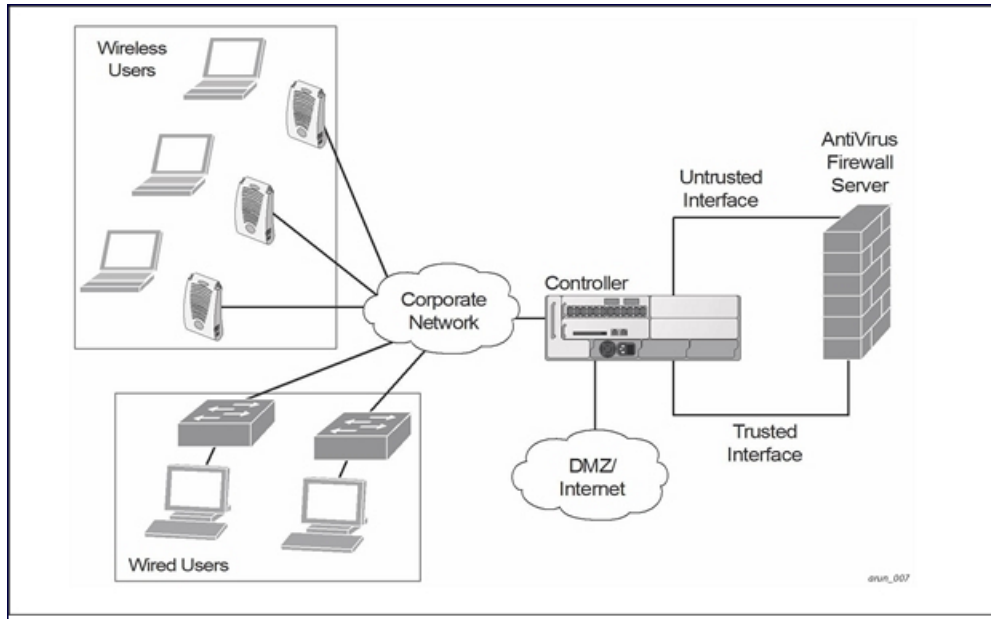 Wireless
Users
AntiVirus
Firewall
Server
Untrusted
Interface
Controller
Corporate
Network
Trusted
Interface
DMZ/
Internet
Wired Users
arun_007